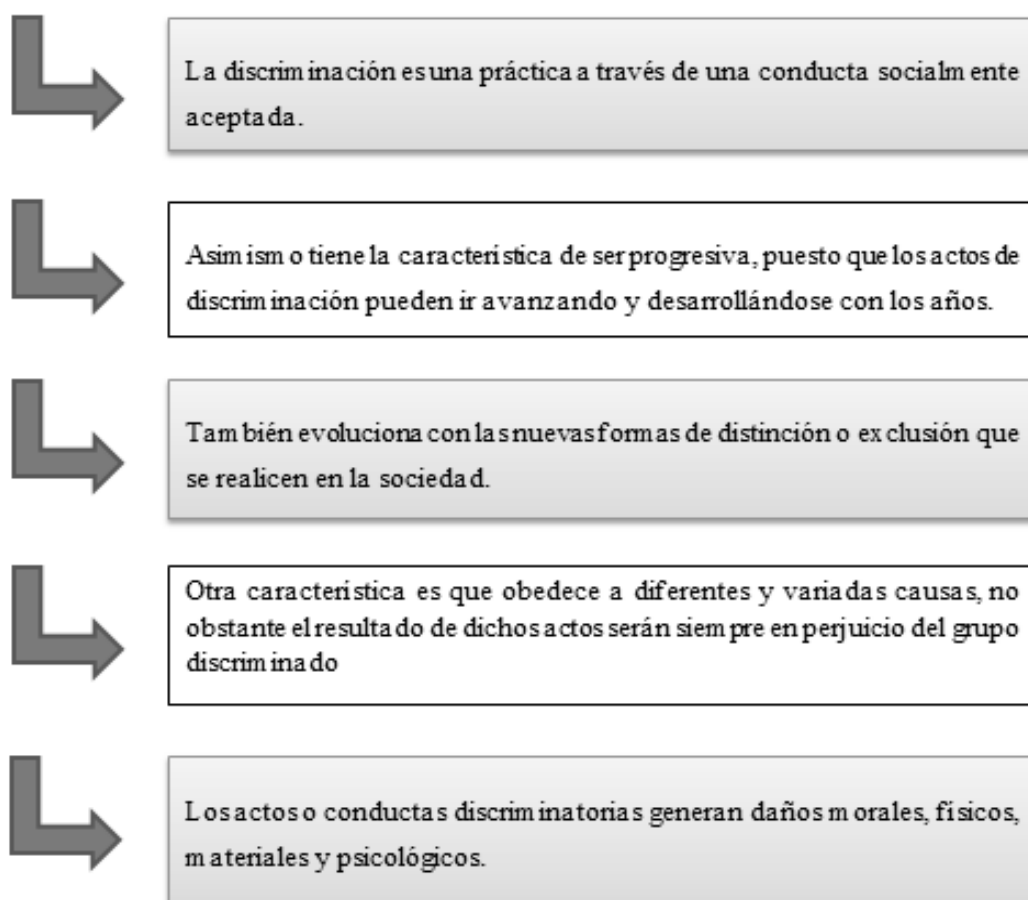 La discriminación es una práctica a través de una conducta socialmente
aceptada.
Asimismo tiene la característica de ser progresiva, puesto que los actos de
discriminación pueden ir avanzando y desarrollándose con los años.
También evoluciona con las nuevas formas de distinción o exclusión que
se realicen en la sociedad.
Otra característica es que obedece a diferentes y variadas causas, no
obstante el resultado de dichos actos serán siempre en perjuicio del grupo
discriminado
Los actos o conductas discriminatorias generan daños morales, físicos,
materiales y psicológicos.